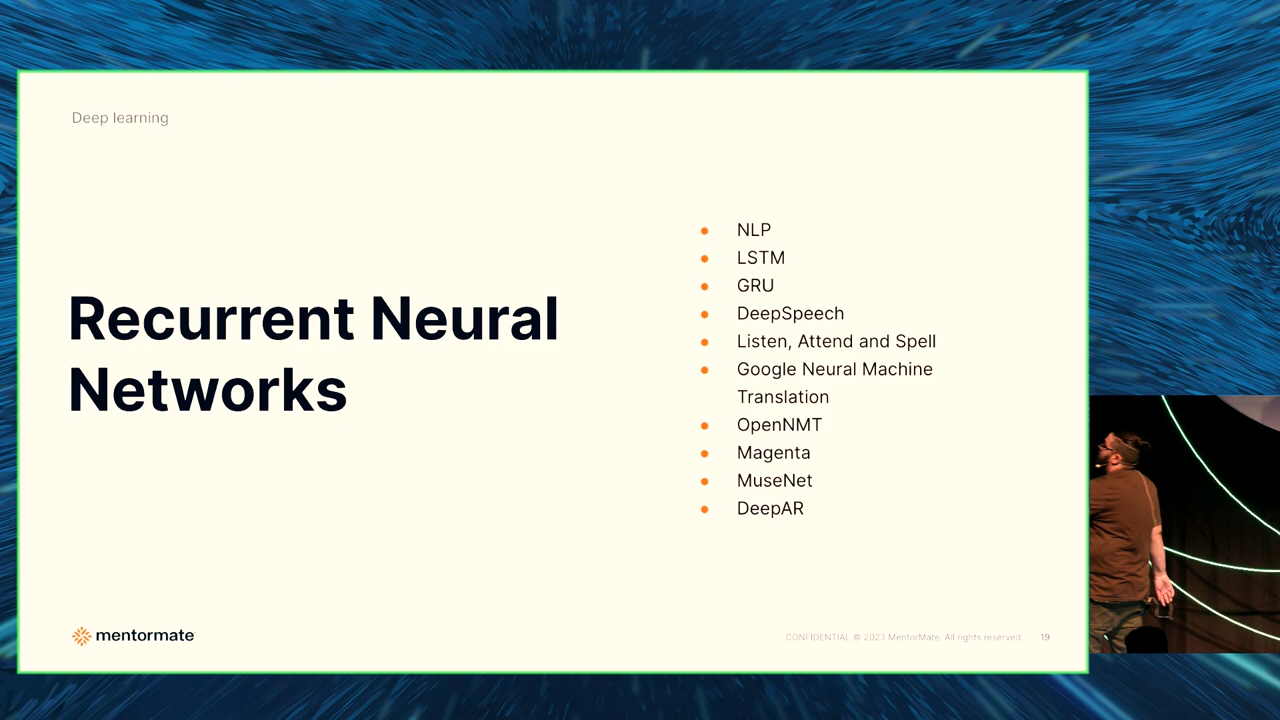 Deep learning
Recurrent Neural
Networks
NLP
LSTM
GRU
DeepSpeech
Listen, Attend and Spell
Google Neural Machine
Translation
OpenNMT
Magenta
MuseNet
DeepAR
mentormate
CONFIDENTIAL © 2023 MentorMate. All rights reserved. 19